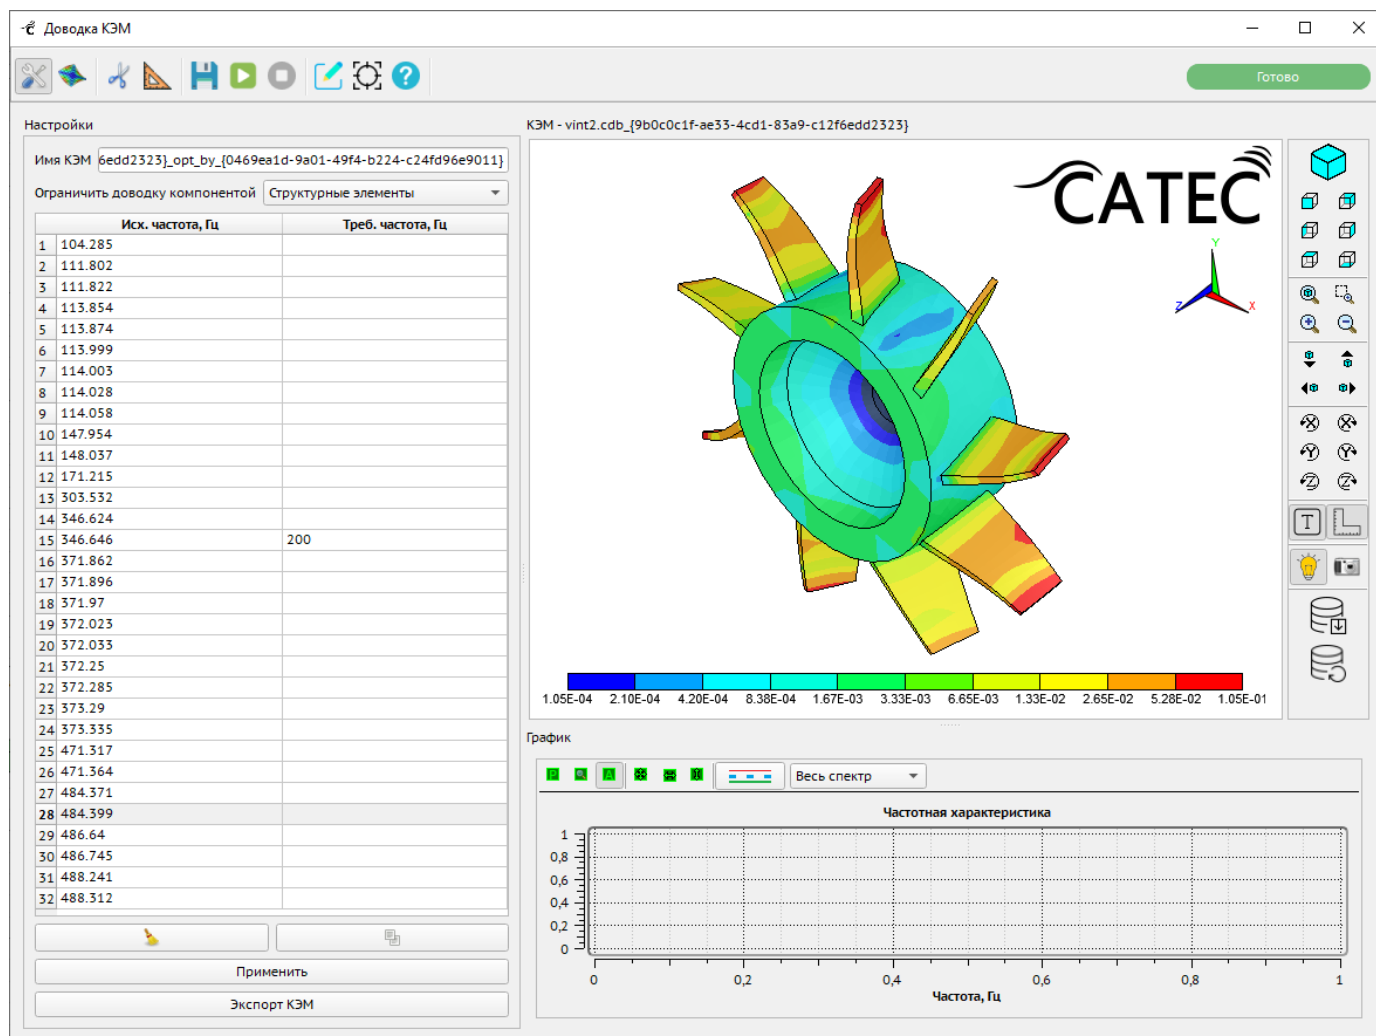 Доводка КЭМ
Готово
Настройки
Имя КЭМ 6edd2323}_opt_by_{0469ea1d-9a01-49f4-b224-c24fd96e9011}
Ограничить доводку компонентой Структурные элементы
Исх. частота, Гц Треб. частота, Гц
1 104.285
2 111.802
3 111.822
4 113.854
5 113.874
6 113.999
7 114.003
8 114.028
9 114.058
10 147.954
11 148.037
12 171.215
13 303.532
14 346.624
15 346.646 200
16 371.862
17 371.896
18 371.97
19 372.023
20 372.033
21 372.25
22 372.285
23 373.29
24 373.335
25 471.317
26 471.364
27 484.371
28 484.399
29 486.64
30 486.745
31 488.241
32 488.312
Применить
Экспорт КЭМ
КЭМ - vint2.cdb_{9b0c0c1f-ae33-4cd1-83a9-c12f6edd2323}
CATEC
Y
Z X
1.05E-04 2.10E-04 4.20E-04 8.38E-04 1.67E-03 3.33E-03 6.65E-03 1.33E-02 2.65E-02 5.28E-02 1.05E-01
X X
Y Y
Z Z
T
График
P A
Весь спектр
Частотная характеристика
1
0,8
0,6
0,4
0,2
0
0 0,2 0,4 0,6 0,8 1
Частота, Гц